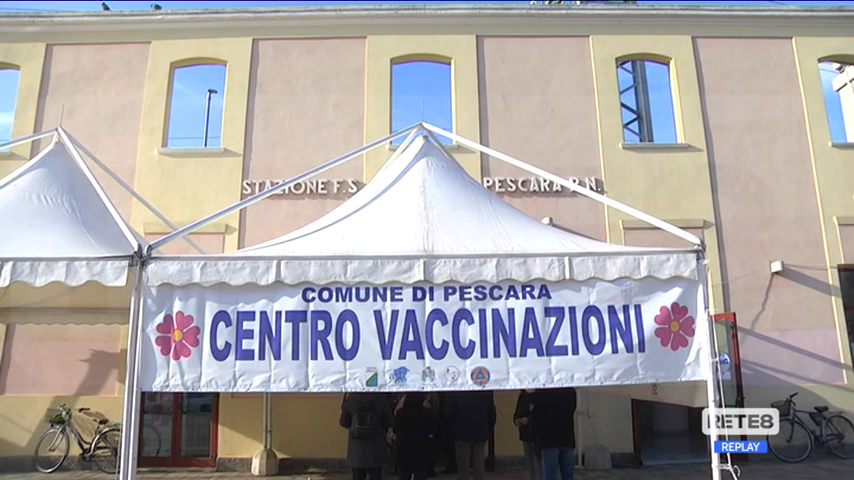 STAZIONE F.S. PESCARA P.N.
COMUNE DI PESCARA
CENTRO VACCINAZIONI
RETE8
REPLAY